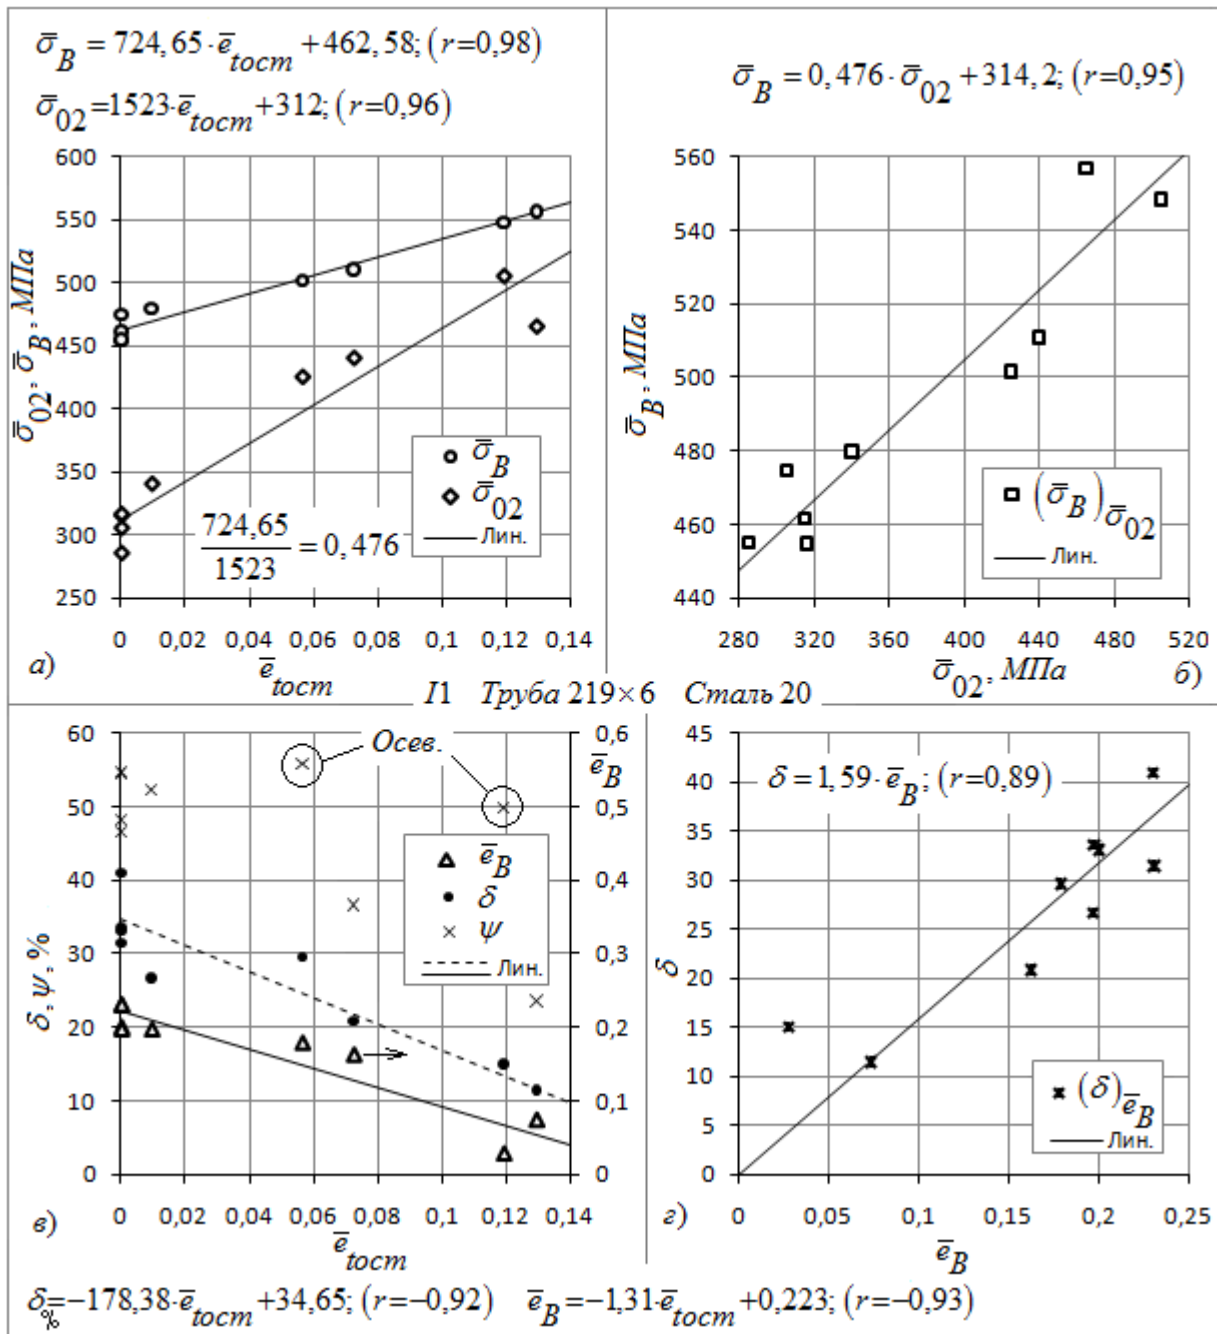 σ̄_B = 724,65·ē_tост + 462,58; (r=0,98)
σ̄_02 = 1523·ē_tост + 312; (r=0,96)
600
550
500
450
400
350
300
250
σ̄_02, σ̄_B, МПа
σ̄_B
σ̄_02
Лин.
724,65/1523 = 0,476
0 0,02 0,04 0,06 0,08 0,1 0,12 0,14
а) ē_tост
σ̄_B = 0,476·σ̄_02 + 314,2; (r=0,95)
560
540
520
500
480
460
440
σ̄_B, МПа
(σ̄_B)σ̄_02
Лин.
280 320 360 400 440 480 520
σ̄_02, МПа б)
I1 Труба 219×6 Сталь 20
60
50
40
30
20
10
0
δ, ψ, %
Осев.
ē_B
δ
ψ
Лин.
0,6
0,5
0,4
0,3
0,2
0,1
0
ē_B
0 0,02 0,04 0,06 0,08 0,1 0,12 0,14
в) ē_tост
45
40
35
30
25
20
15
10
5
0
δ
δ = 1,59·ē_B; (r=0,89)
(δ)ē_B
Лин.
0 0,05 0,1 0,15 0,2 0,25
г) ē_B
δ_% = −178,38·ē_tост + 34,65; (r=−0,92) ē_B = −1,31·ē_tост + 0,223; (r=−0,93)